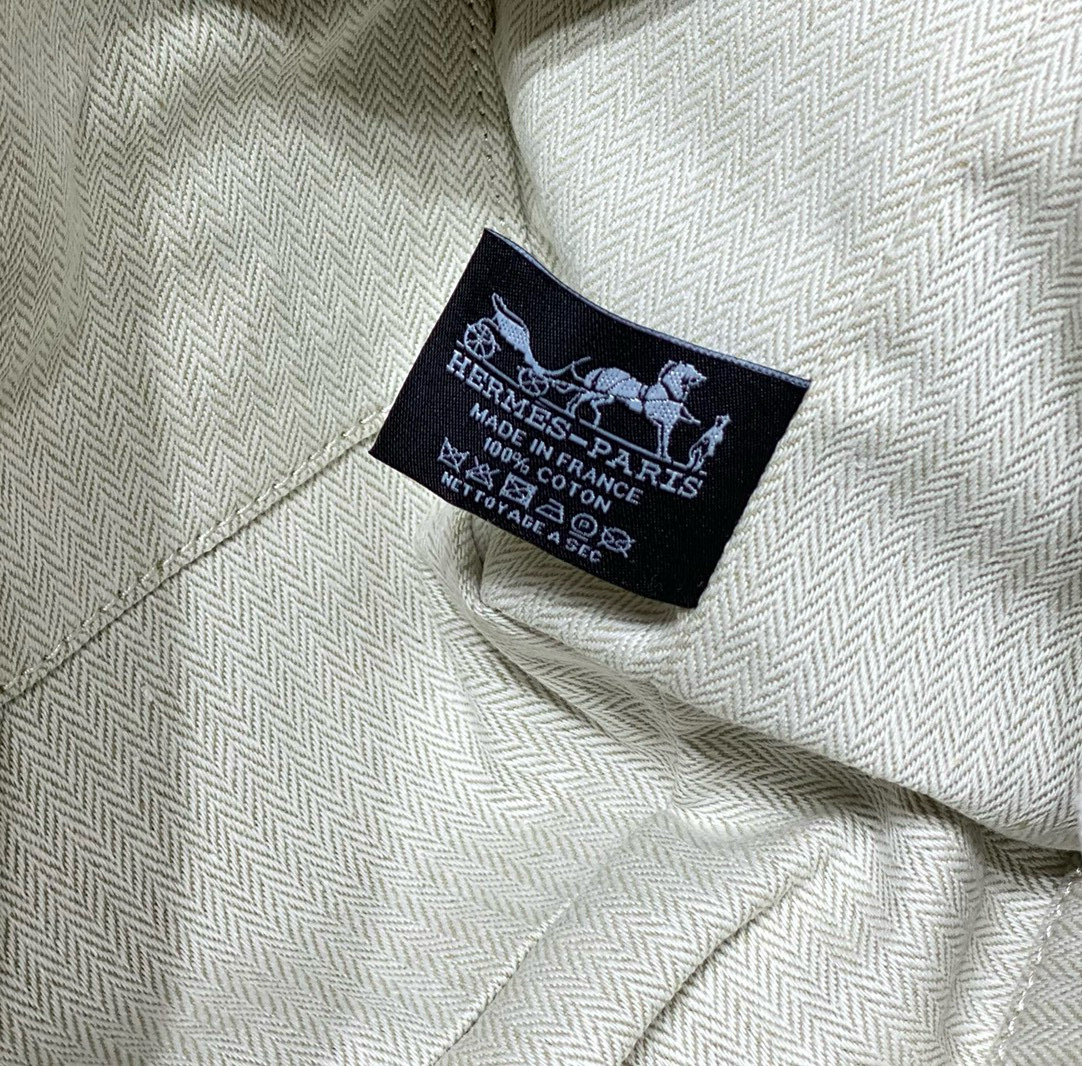 HERMES-PARIS
MADE IN FRANCE
100% COTON
NETTOYAGE A SEC